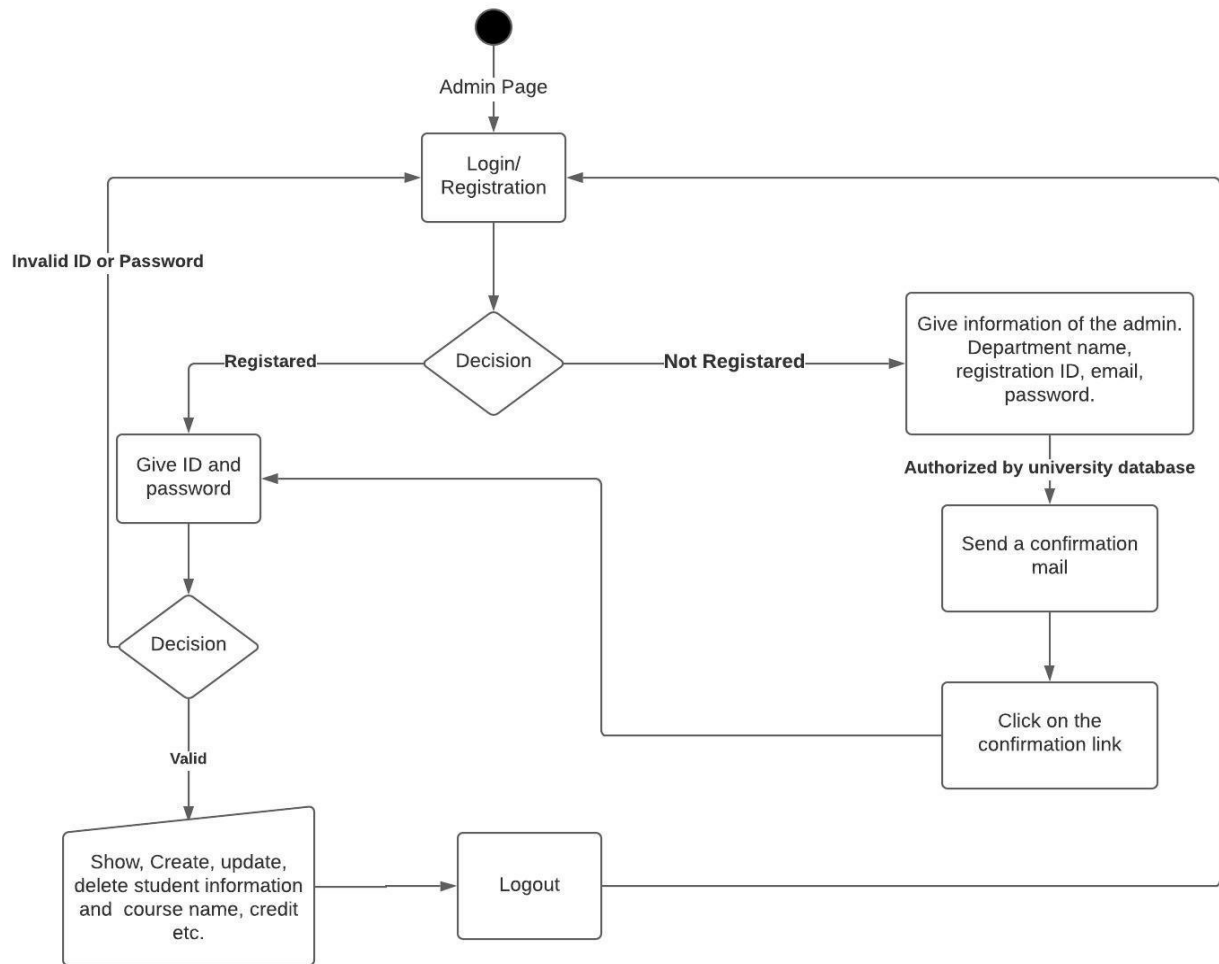 Admin Page
Login/
Registration
Invalid ID or Password
Registared
Decision
Not Registared
Give information of the admin.
Department name,
registration ID, email,
password.
Give ID and
password
Authorized by university database
Send a confirmation
mail
Decision
Click on the
confirmation link
Valid
Show, Create, update,
delete student information
and course name, credit
etc.
Logout